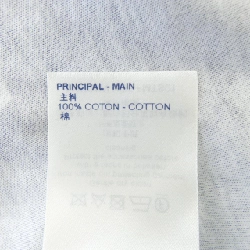 PRINCIPAL - MAIN
主料
100% COTON - COTTON
棉